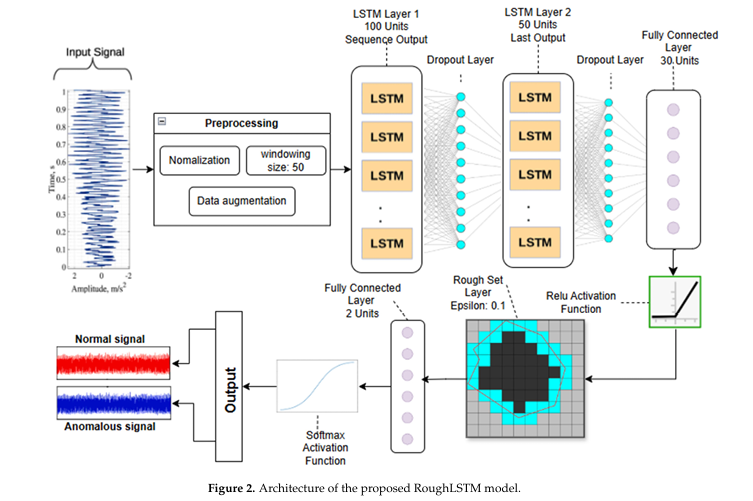 Input Signal
1
0.9
0.8
0.7
0.6
0.5
0.4
0.3
0.2
0.1
0
Time, s
2 0 -2
Amplitude, m/s²
Preprocessing
Nomalization
windowing
size: 50
Data augmentation
LSTM Layer 1
100 Units
Sequence Output
LSTM
LSTM
LSTM
LSTM
Dropout Layer
LSTM Layer 2
50 Units
Last Output
LSTM
LSTM
LSTM
LSTM
Dropout Layer
Fully Connected
Layer
30 Units
Relu Activation
Function
Rough Set
Layer
Epsilon: 0.1
Fully Connected
Layer
2 Units
Softmax
Activation
Function
Output
Normal signal
Anomalous signal
Figure 2. Architecture of the proposed RoughLSTM model.